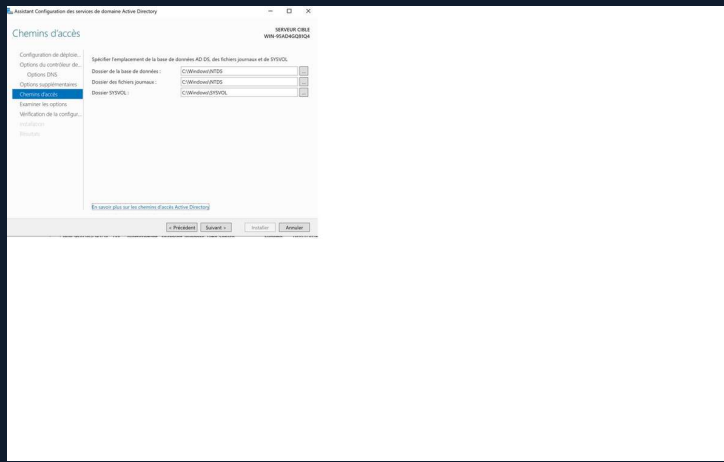 Assistant Configuration des services de domaine Active Directory
Chemins d'accès
SERVEUR CIBLE
Configuration de déploie...
Options du contrôleur de...
Options DNS
Options supplémentaires
Chemins d'accès
Examiner les options
Vérification de la configur...
Installation
Résultats
Spécifier l'emplacement de la base de données AD DS, des fichiers journaux et de SYSVOL
Dossier de la base de données :
C:\Windows\NTDS
...
Dossier des fichiers journaux :
C:\Windows\NTDS
...
Dossier SYSVOL :
C:\Windows\SYSVOL
...
En savoir plus sur les chemins d'accès Active Directory
< Précédent
Suivant >
Installer
Annuler